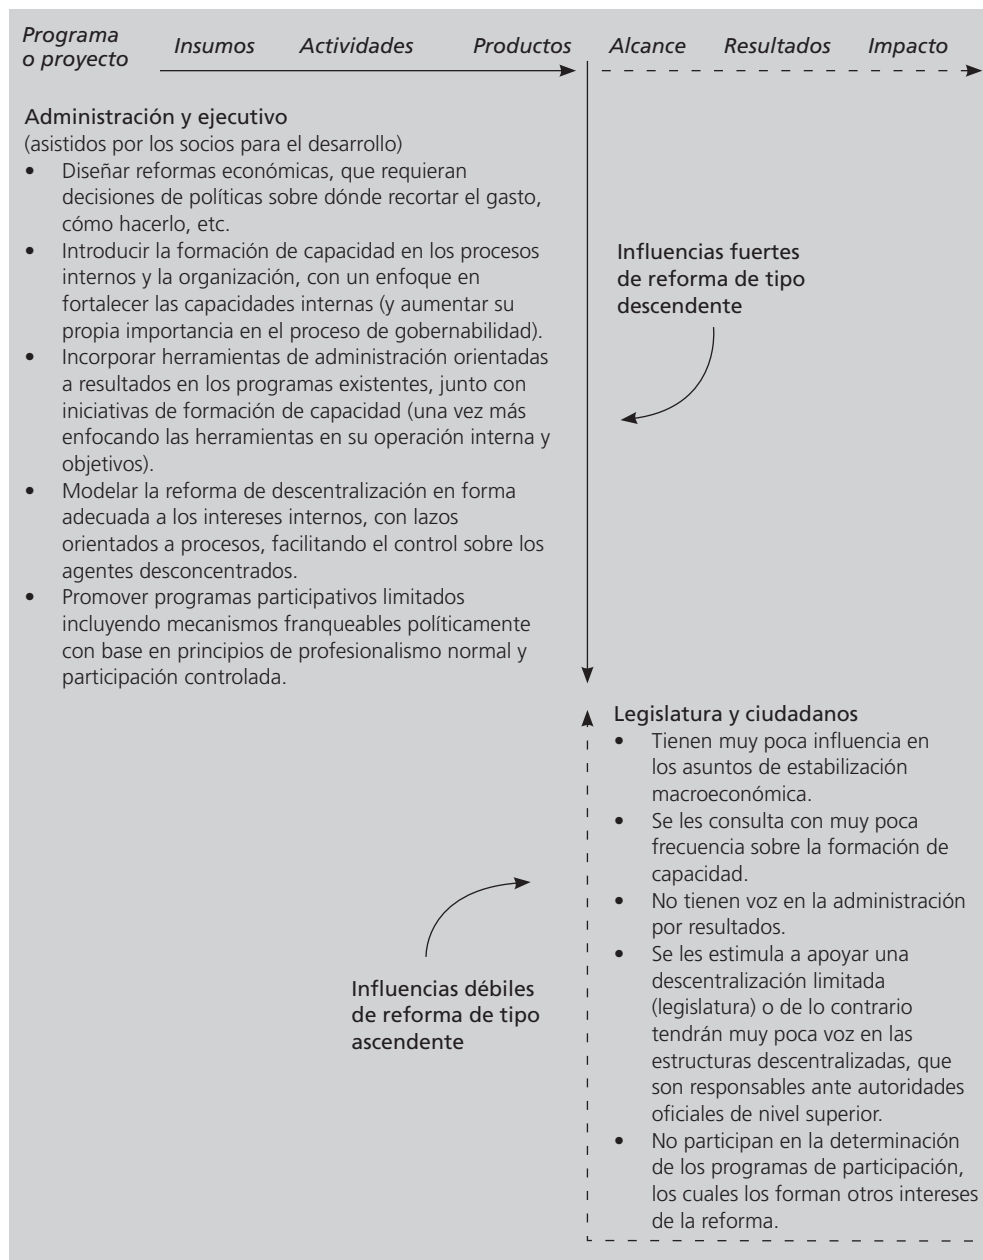 Programa
o proyecto
Insumos Actividades Productos Alcance Resultados Impacto
Administración y ejecutivo
(asistidos por los socios para el desarrollo)
• Diseñar reformas económicas, que requieran
decisiones de políticas sobre dónde recortar el gasto,
cómo hacerlo, etc.
• Introducir la formación de capacidad en los procesos
internos y la organización, con un enfoque en
fortalecer las capacidades internas (y aumentar su
propia importancia en el proceso de gobernabilidad).
• Incorporar herramientas de administración orientadas
a resultados en los programas existentes, junto con
iniciativas de formación de capacidad (una vez más
enfocando las herramientas en su operación interna y
objetivos).
• Modelar la reforma de descentralización en forma
adecuada a los intereses internos, con lazos
orientados a procesos, facilitando el control sobre los
agentes desconcentrados.
• Promover programas participativos limitados
incluyendo mecanismos franqueables políticamente
con base en principios de profesionalismo normal y
participación controlada.
Influencias fuertes
de reforma de tipo
descendente
Legislatura y ciudadanos
• Tienen muy poca influencia en
los asuntos de estabilización
macroeconómica.
• Se les consulta con muy poca
frecuencia sobre la formación de
capacidad.
• No tienen voz en la administración
por resultados.
• Se les estimula a apoyar una
descentralización limitada
(legislatura) o de lo contrario
tendrán muy poca voz en las
estructuras descentralizadas, que
son responsables ante autoridades
oficiales de nivel superior.
• No participan en la determinación
de los programas de participación,
los cuales los forman otros intereses
de la reforma.
Influencias débiles
de reforma de tipo
ascendente